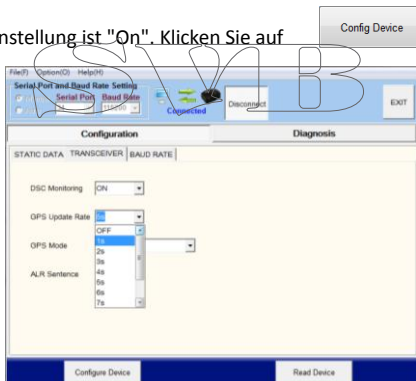 nstellung ist "On". Klicken Sie auf
Config Device
File(F) Option(O) Help(H)
Serial Port and Baud Rate Setting
Serial Port Baud Rate
Connected
Disconnect
EXIT
Configuration Diagnosis
STATIC DATA TRANSCEIVER BAUD RATE
DSC Monitoring ON
GPS Update Rate
OFF
1s
GPS Mode
2s
3s
ALR Sentence
4s
5s
6s
7s
Configure Device Read Device
SYLB